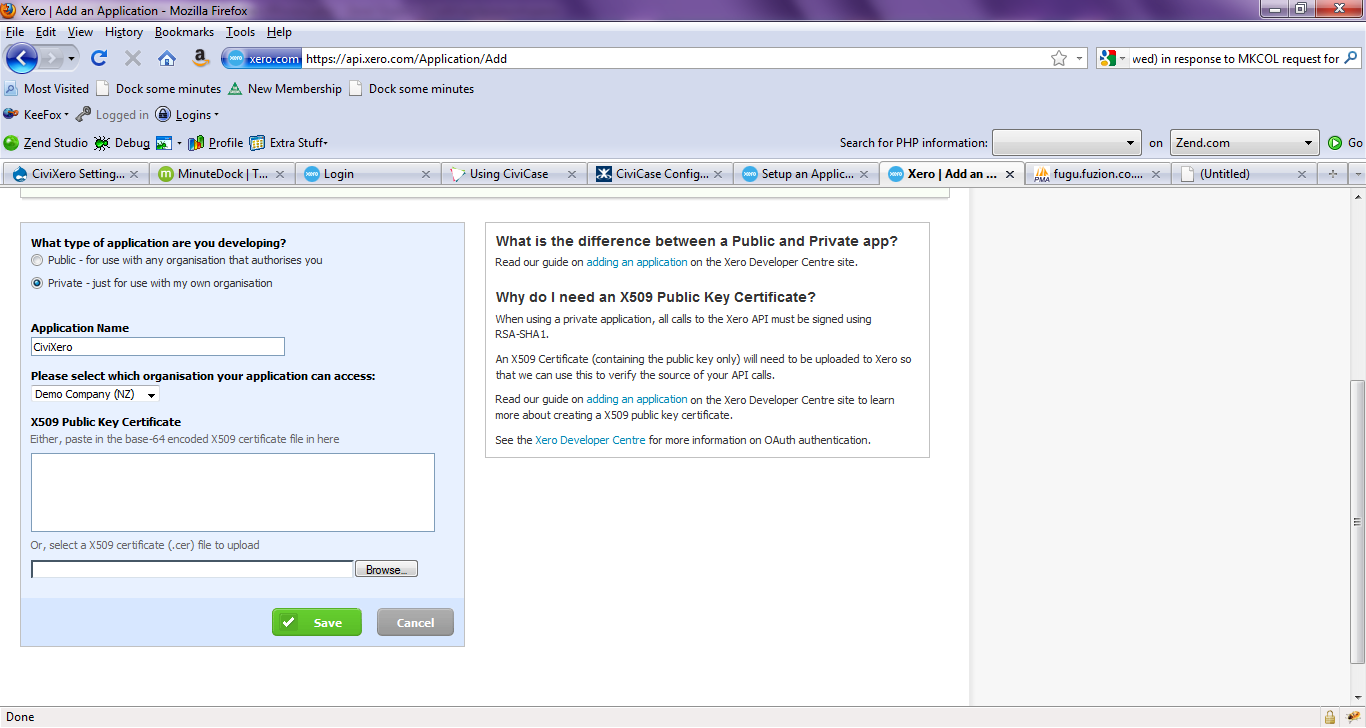 Xero | Add an Application - Mozilla Firefox
File Edit View History Bookmarks Tools Help
xero xero.com https://api.xero.com/Application/Add wed) in response to MKCOL request for
Most Visited Dock some minutes New Membership Dock some minutes
KeeFox Logged in Logins
Zend Studio Debug Profile Extra Stuff Search for PHP information: on Zend.com Go
CiviXero Setting... m MinuteDock | T... xero Login Using CiviCase CiviCase Config... xero Setup an Applic... xero Xero | Add an ... PMA fugu.fuzion.co.... (Untitled)
What type of application are you developing?
Public - for use with any organisation that authorises you
Private - just for use with my own organisation
Application Name
CiviXero
Please select which organisation your application can access:
Demo Company (NZ)
X509 Public Key Certificate
Either, paste in the base-64 encoded X509 certificate file in here
Or, select a X509 certificate (.cer) file to upload
Browse...
Save Cancel
What is the difference between a Public and Private app?
Read our guide on adding an application on the Xero Developer Centre site.
Why do I need an X509 Public Key Certificate?
When using a private application, all calls to the Xero API must be signed using
RSA-SHA1.
An X509 Certificate (containing the public key only) will need to be uploaded to Xero so
that we can use this to verify the source of your API calls.
Read our guide on adding an application on the Xero Developer Centre site to learn
more about creating a X509 public key certificate.
See the Xero Developer Centre for more information on OAuth authentication.
Done